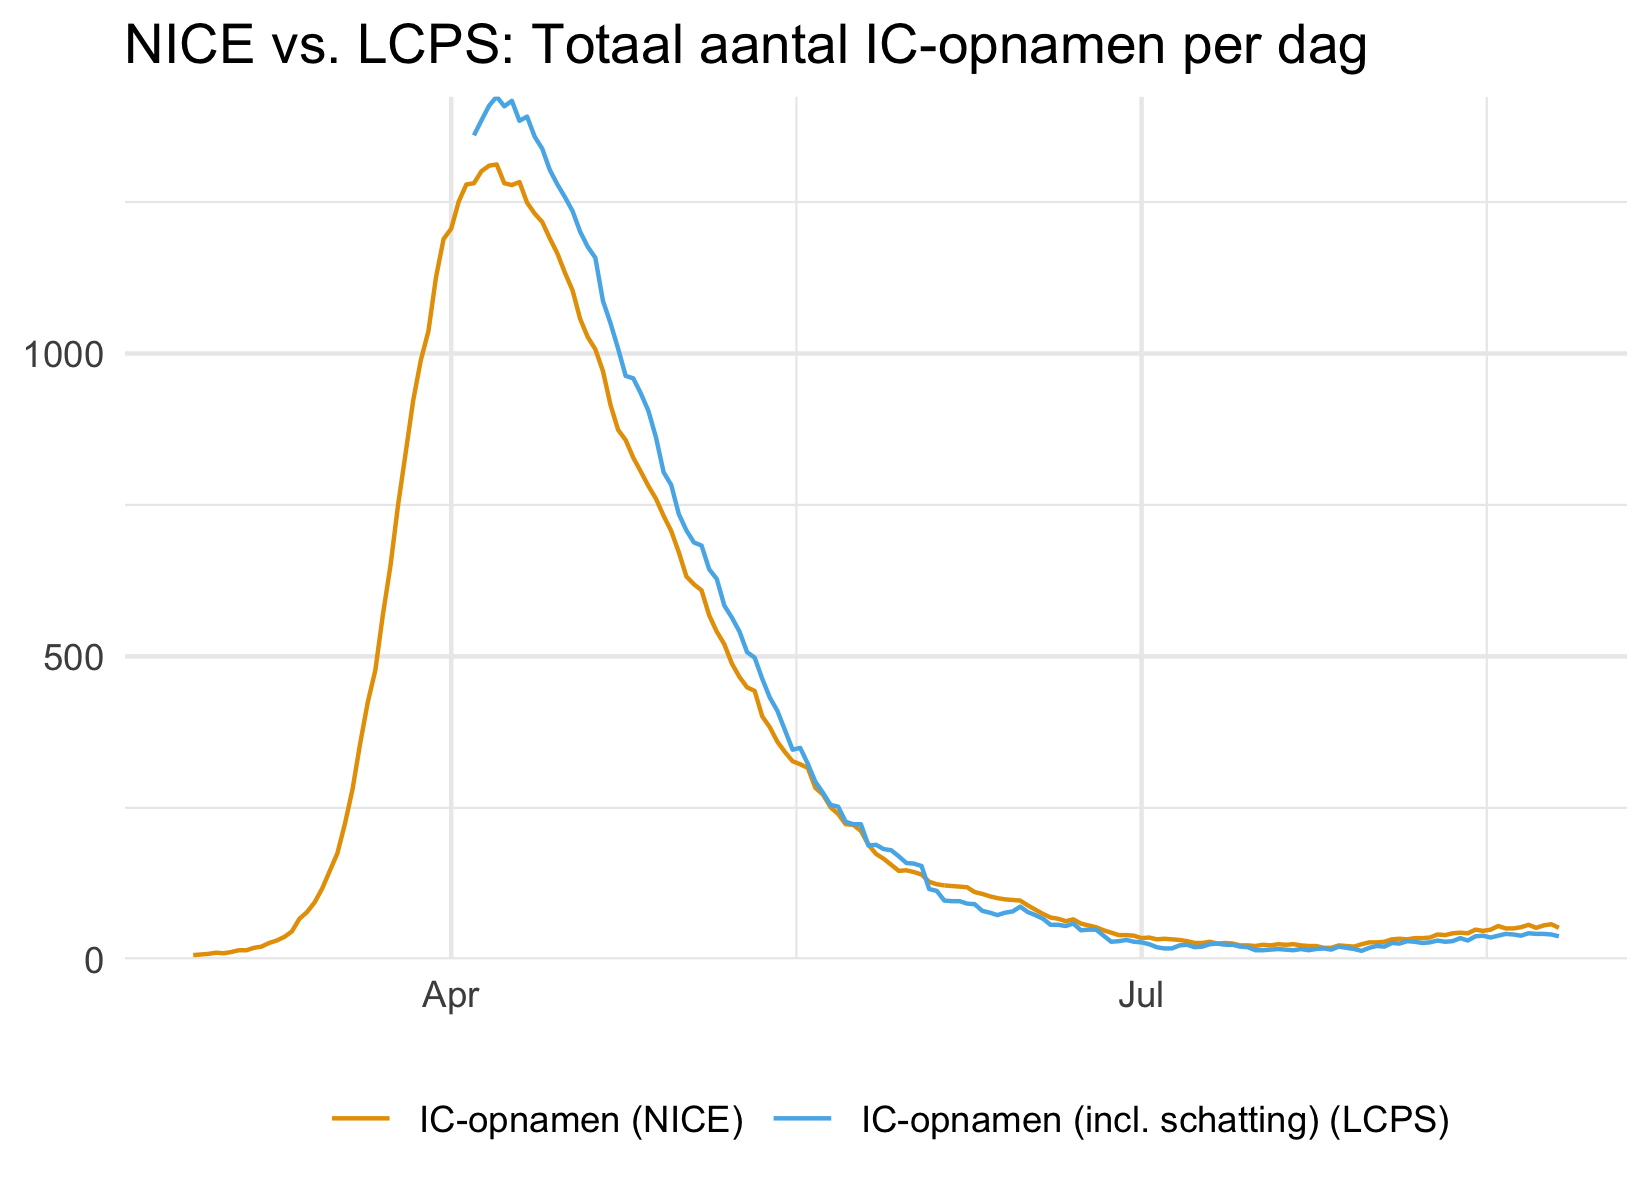 NICE vs. LCPS: Totaal aantal IC-opnamen per dag
1000
500
0
Apr
Jul
IC-opnamen (NICE)
IC-opnamen (incl. schatting) (LCPS)